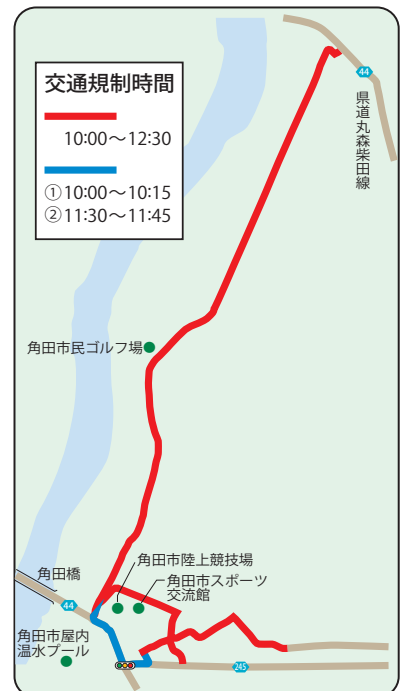 交通規制時間
10:00〜12:30
①10:00〜10:15
②11:30〜11:45
44
県道丸森柴田線
角田市民ゴルフ場
角田橋
角田市陸上競技場
角田市スポーツ
交流館
44
角田市屋内
温水プール
245